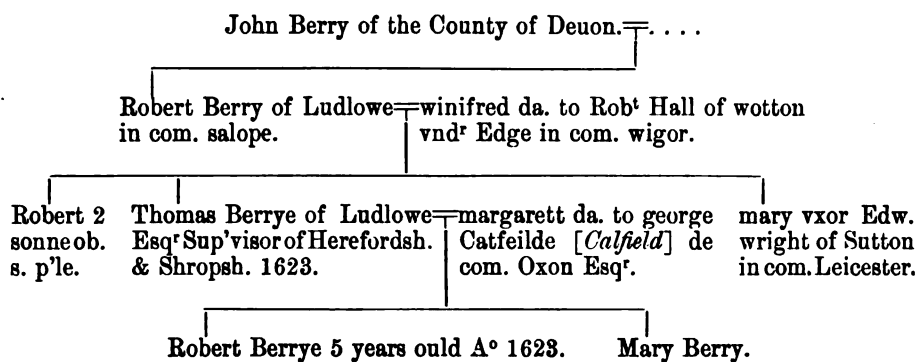 John Berry of the County of Deuon.=. . . .
Robert Berry of Ludlowe=winifred da. to Robᵗ Hall of wotton
in com. salope. vndʳ Edge in com. wigor.
Robert 2
sonne ob.
s. p'le.
Thomas Berrye of Ludlowe=margarett da. to george
Esqʳ Sup'visor of Herefordsh. Catfeilde [Calfield] de
& Shropsh. 1623. com. Oxon Esqʳ.
mary vxor Edw.
wright of Sutton
in com. Leicester.
Robert Berrye 5 years ould Aᵒ 1623. Mary Berry.